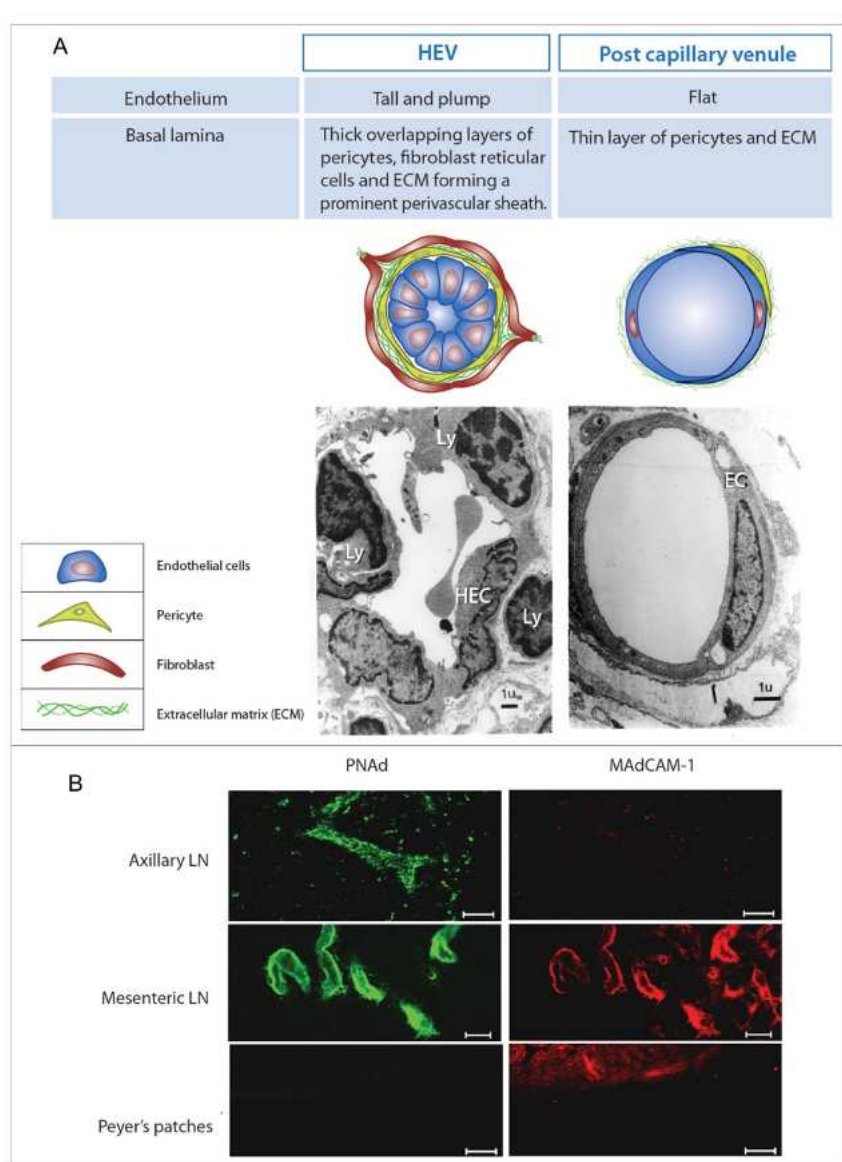 A
HEV
Post capillary venule
Endothelium
Tall and plump
Flat
Basal lamina
Thick overlapping layers of
pericytes, fibroblast reticular
cells and ECM forming a
prominent perivascular sheath.
Thin layer of pericytes and ECM
Ly
EC
Ly
HEC
Ly
1u
1u
Endothelial cells
Pericyte
Fibroblast
Extracellular matrix (ECM)
B
PNAd
MAdCAM-1
Axillary LN
Mesenteric LN
Peyer's patches